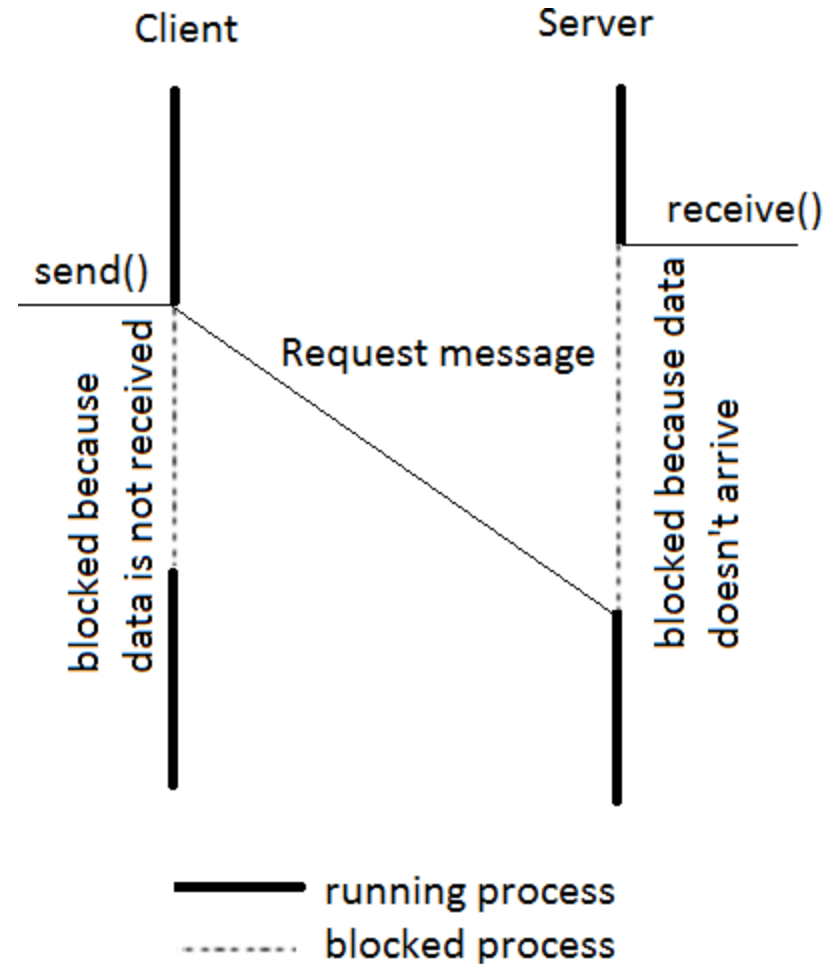 Client
Server
receive()
send()
Request message
blocked because
data is not received
blocked because data
doesn't arrive
running process
blocked process